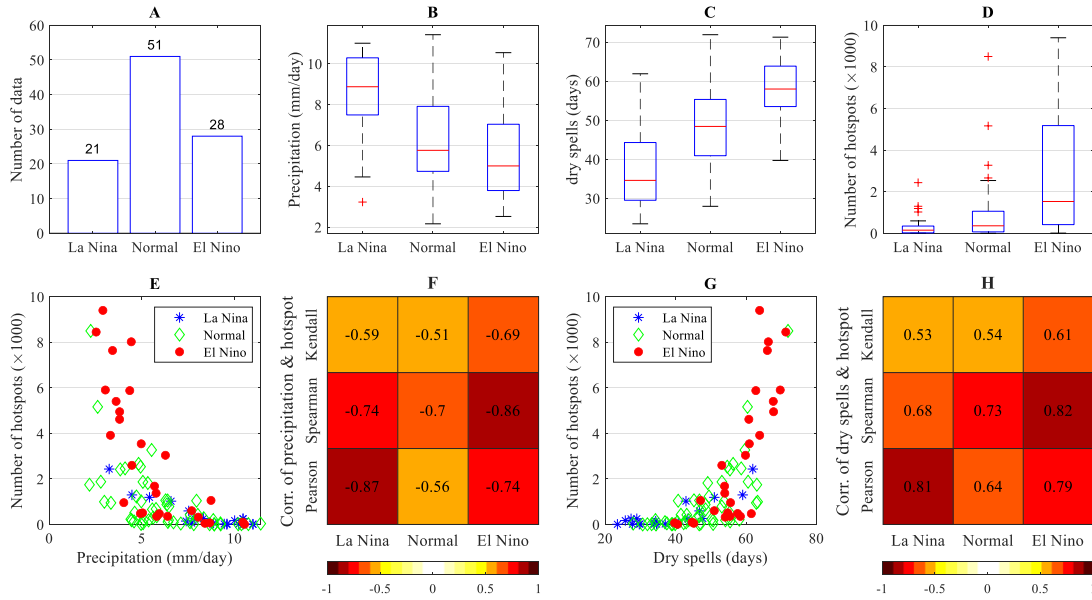 A
Number of data
60
50
40
30
20
10
0
21
51
28
La Nina Normal El Nino
B
Precipitation (mm/day)
10
8
6
4
2
La Nina Normal El Nino
C
dry spells (days)
70
60
50
40
30
La Nina Normal El Nino
D
Number of hotspots (×1000)
10
8
6
4
2
0
La Nina Normal El Nino
E
Number of hotspots (×1000)
10
8
6
4
2
0
La Nina
Normal
El Nino
0 5 10
Precipitation (mm/day)
F
Corr. of precipitation & hotspot
Kendall
Spearman
Pearson
-0.59 -0.51 -0.69
-0.74 -0.7 -0.86
-0.87 -0.56 -0.74
La Nina Normal El Nino
-1 -0.5 0 0.5 1
G
Number of hotspots (×1000)
10
8
6
4
2
0
La Nina
Normal
El Nino
20 40 60 80
Dry spells (days)
H
Corr. of dry spells & hotspot
Kendall
Spearman
Pearson
0.53 0.54 0.61
0.68 0.73 0.82
0.81 0.64 0.79
La Nina Normal El Nino
-1 -0.5 0 0.5